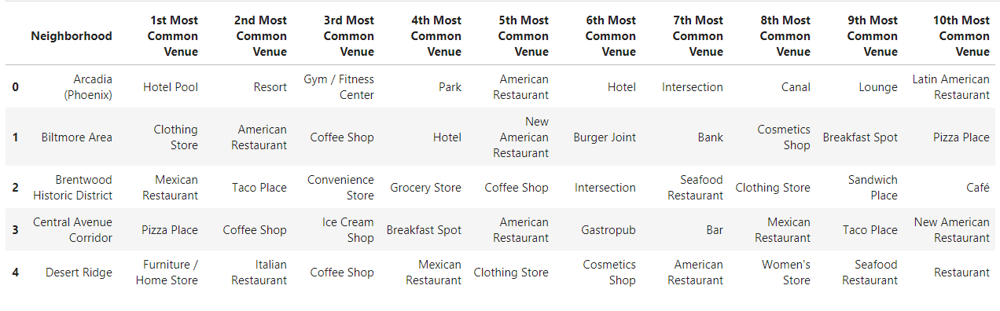 Neighborhood 1st Most Common Venue 2nd Most Common Venue 3rd Most Common Venue 4th Most Common Venue 5th Most Common Venue 6th Most Common Venue 7th Most Common Venue 8th Most Common Venue 9th Most Common Venue 10th Most Common Venue
0 Arcadia (Phoenix) Hotel Pool Resort Gym / Fitness Center Park American Restaurant Hotel Intersection Canal Lounge Latin American Restaurant
1 Biltmore Area Clothing Store American Restaurant Coffee Shop Hotel New American Restaurant Burger Joint Bank Cosmetics Shop Breakfast Spot Pizza Place
2 Brentwood Historic District Mexican Restaurant Taco Place Convenience Store Grocery Store Coffee Shop Intersection Seafood Restaurant Clothing Store Sandwich Place Café
3 Central Avenue Corridor Pizza Place Coffee Shop Ice Cream Shop Breakfast Spot American Restaurant Gastropub Bar Mexican Restaurant Taco Place New American Restaurant
4 Desert Ridge Furniture / Home Store Italian Restaurant Coffee Shop Mexican Restaurant Clothing Store Cosmetics Shop American Restaurant Women's Store Seafood Restaurant Restaurant